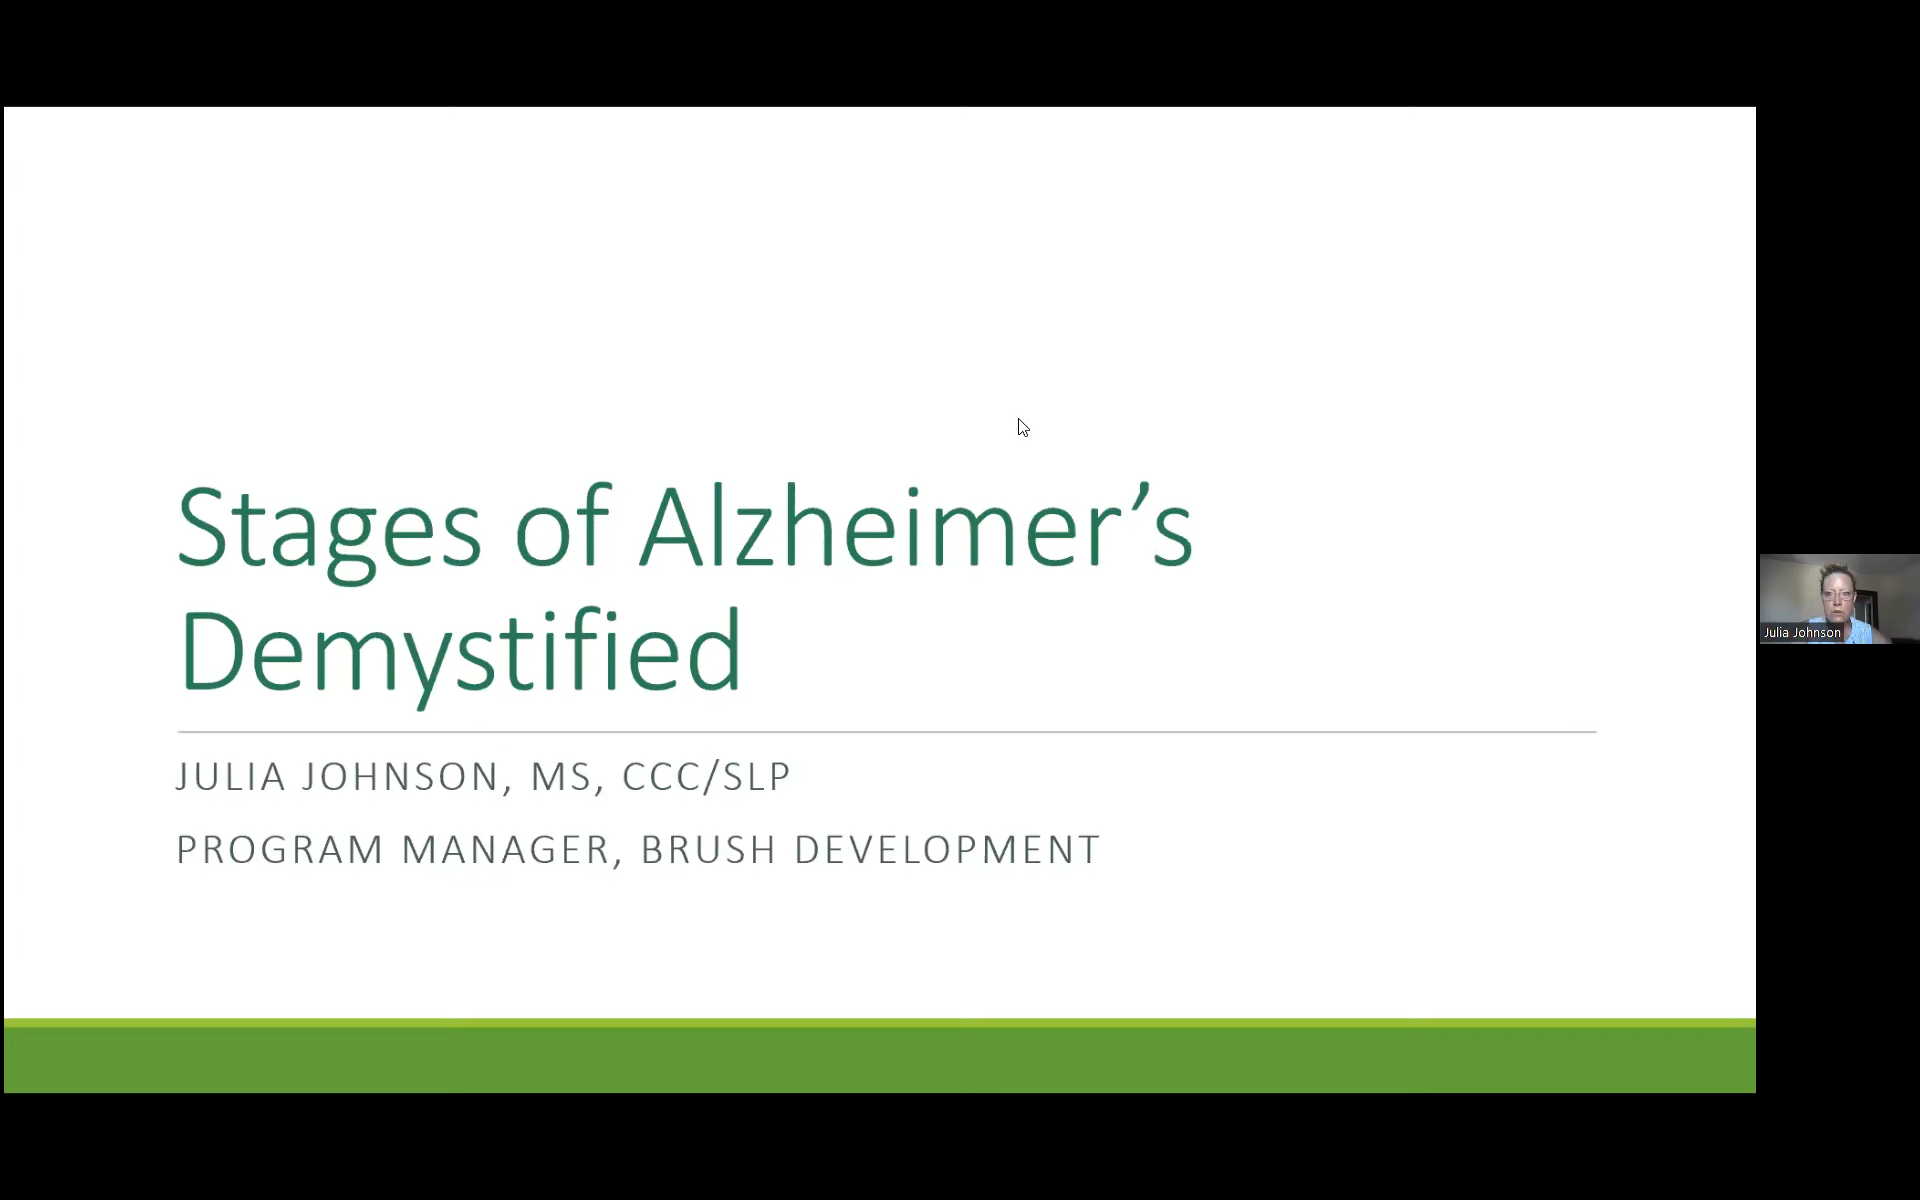 Stages of Alzheimer’s
Demystified
JULIA JOHNSON, MS, CCC/SLP
PROGRAM MANAGER, BRUSH DEVELOPMENT
Julia Johnson